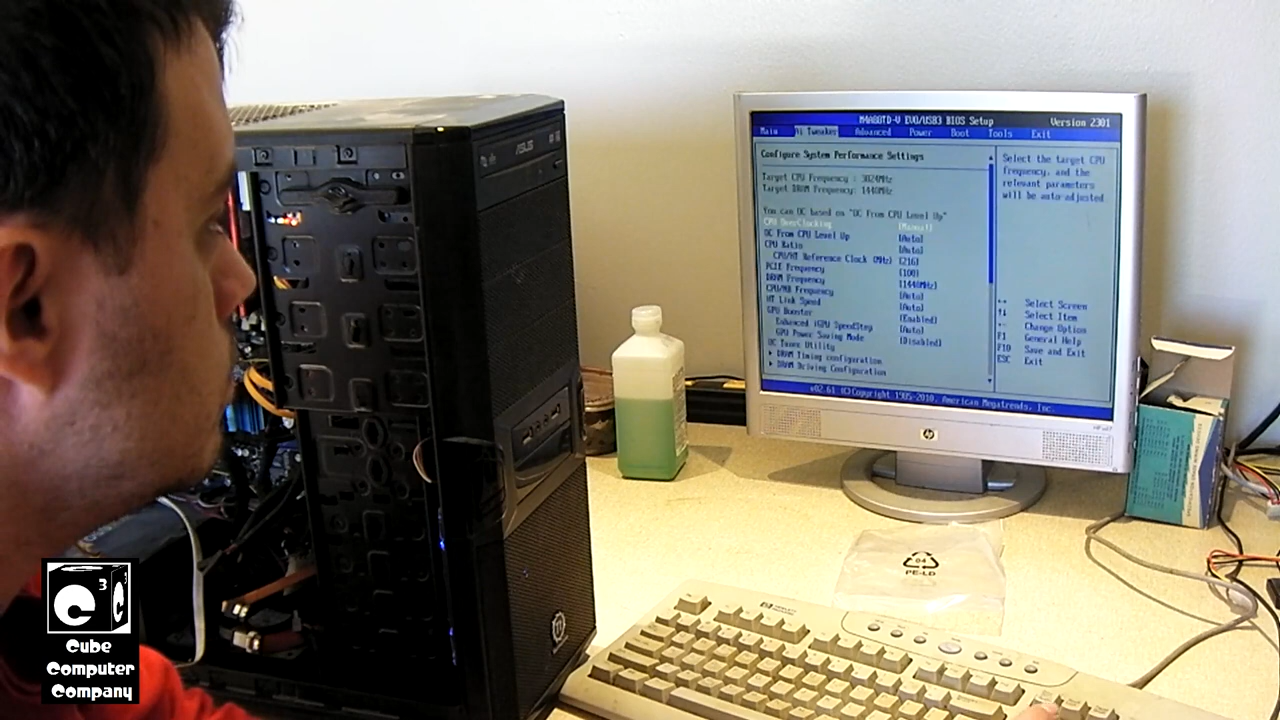 M4A88TD-V EVO/USB3 BIOS Setup Version 2301
Main Ai Tweaker Advanced Power Boot Tools Exit
Configure System Performance Settings
Target CPU Frequency : 3024MHz
Target DRAM Frequency: 1440MHz
You can OC based on "OC From CPU Level Up"
CPU OverClocking [Manual]
OC From CPU Level Up [Auto]
CPU Ratio [Auto]
CPU/HT Reference Clock (MHz) [216]
PCIE Frequency [100]
DRAM Frequency [1440MHz]
CPU/NB Frequency [Auto]
HT Link Speed [Auto]
GPU Booster [Enabled]
Enhanced iGPU SpeedStep [Auto]
GPU Power Saving Mode [Disabled]
OC Tuner Utility
DRAM Timing configuration
DRAM Driving Configuration
Select the target CPU
frequency, and the
relevant parameters
will be auto-adjusted
Select Screen
Select Item
+- Change Option
F1 General Help
F10 Save and Exit
ESC Exit
v02.61 (C)Copyright 1985-2010, American Megatrends, Inc.
hp
ASUS
04
PE-LD
C3C
Cube
Computer
Company